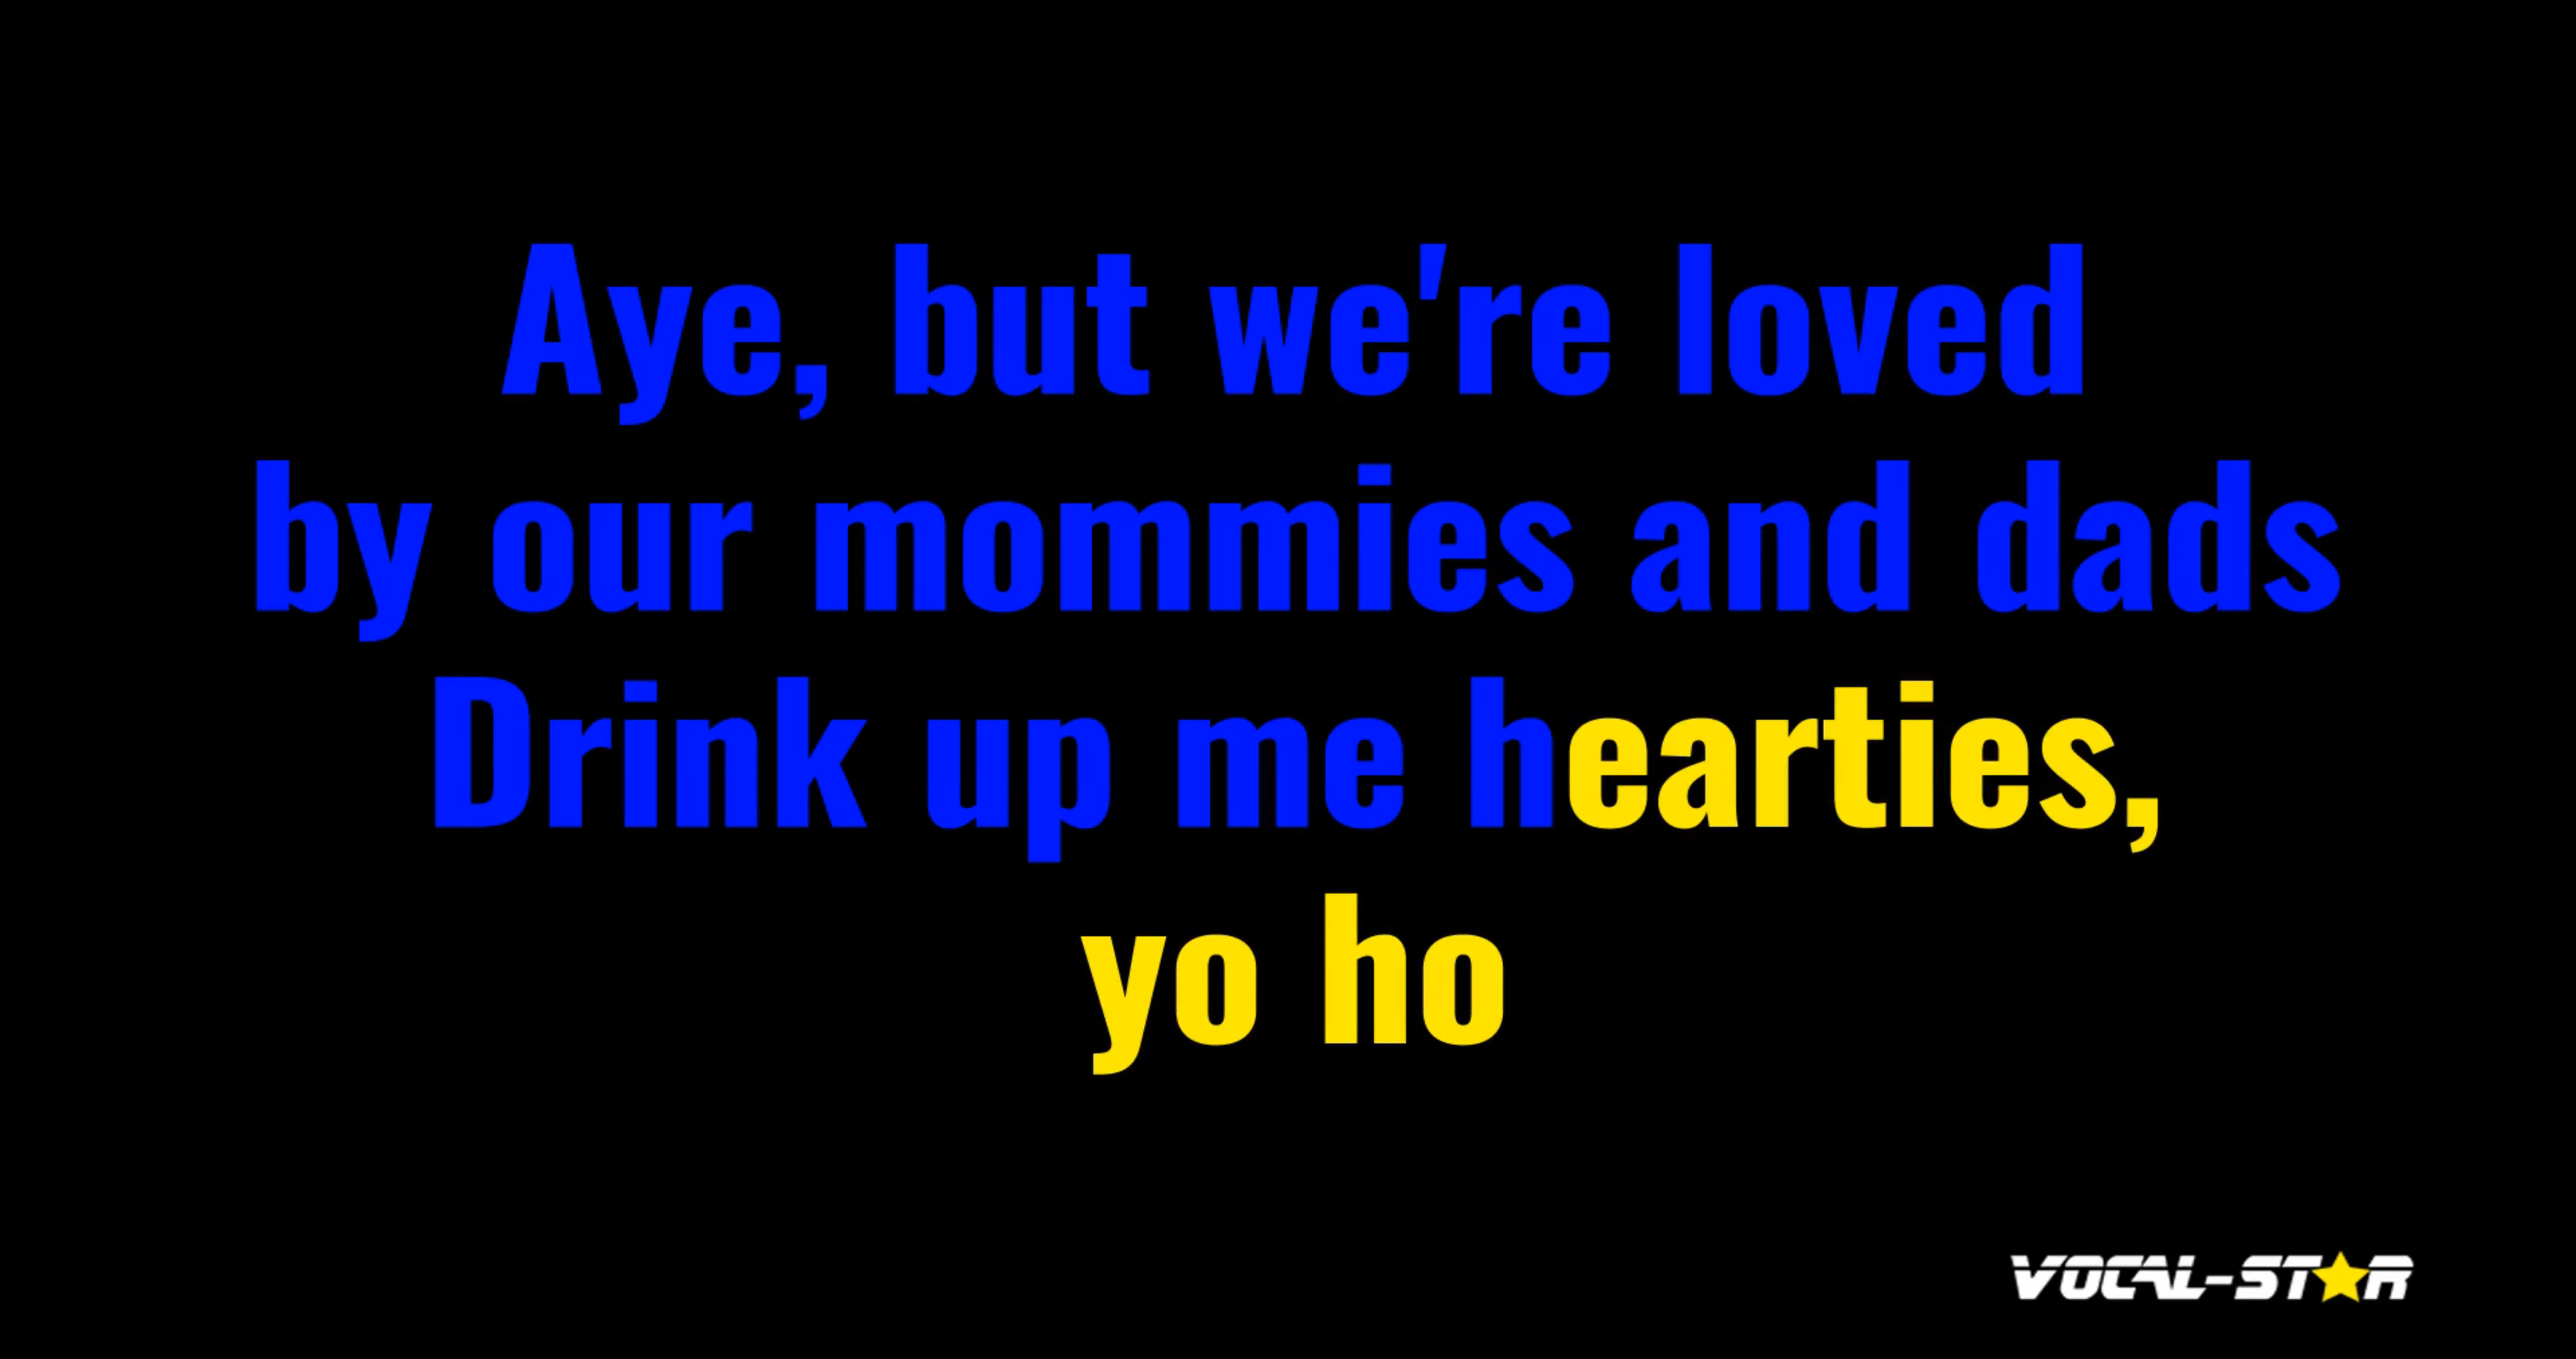 Aye, but we're loved
by our mommies and dads
Drink up me hearties,
yo ho
VOCAL-STAR